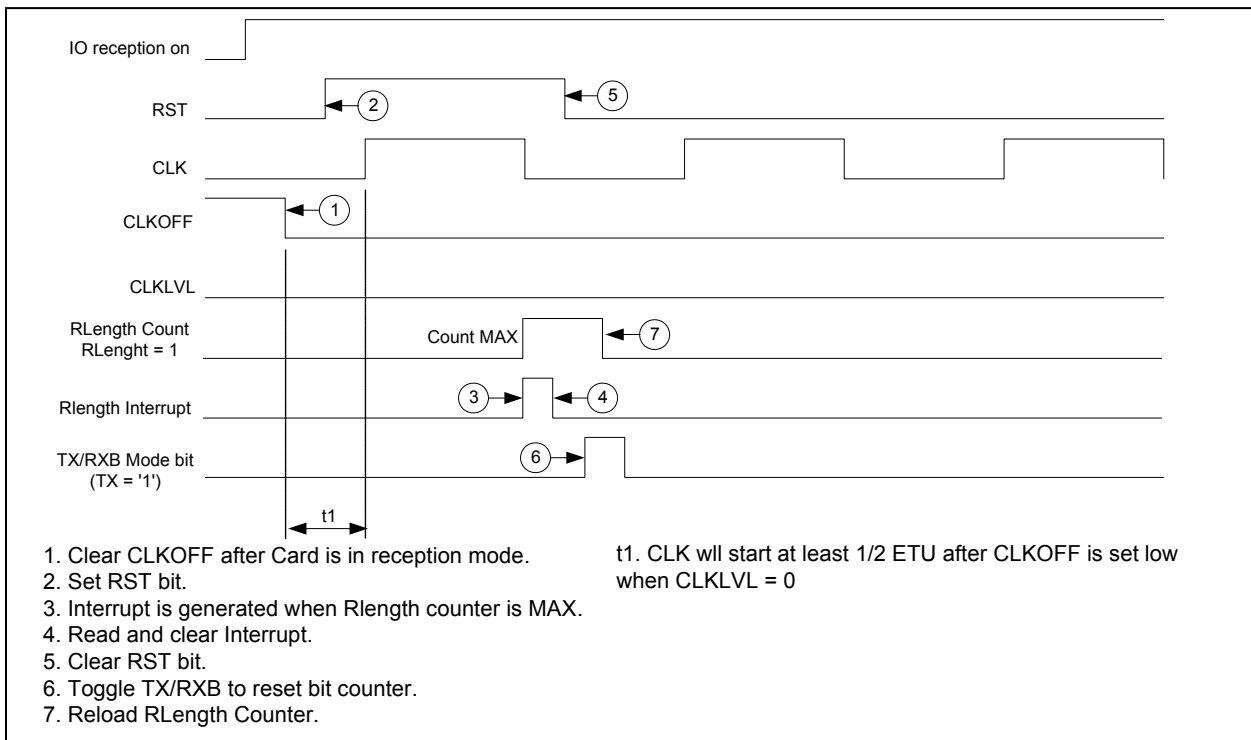 IO reception on
RST
2
5
CLK
CLKOFF
1
CLKLVL
RLength Count
RLenght = 1
Count MAX
7
Rlength Interrupt
3
4
TX/RXB Mode bit
(TX = '1')
6
t1
1. Clear CLKOFF after Card is in reception mode.
2. Set RST bit.
3. Interrupt is generated when Rlength counter is MAX.
4. Read and clear Interrupt.
5. Clear RST bit.
6. Toggle TX/RXB to reset bit counter.
7. Reload RLength Counter.
t1. CLK wll start at least 1/2 ETU after CLKOFF is set low
when CLKLVL = 0